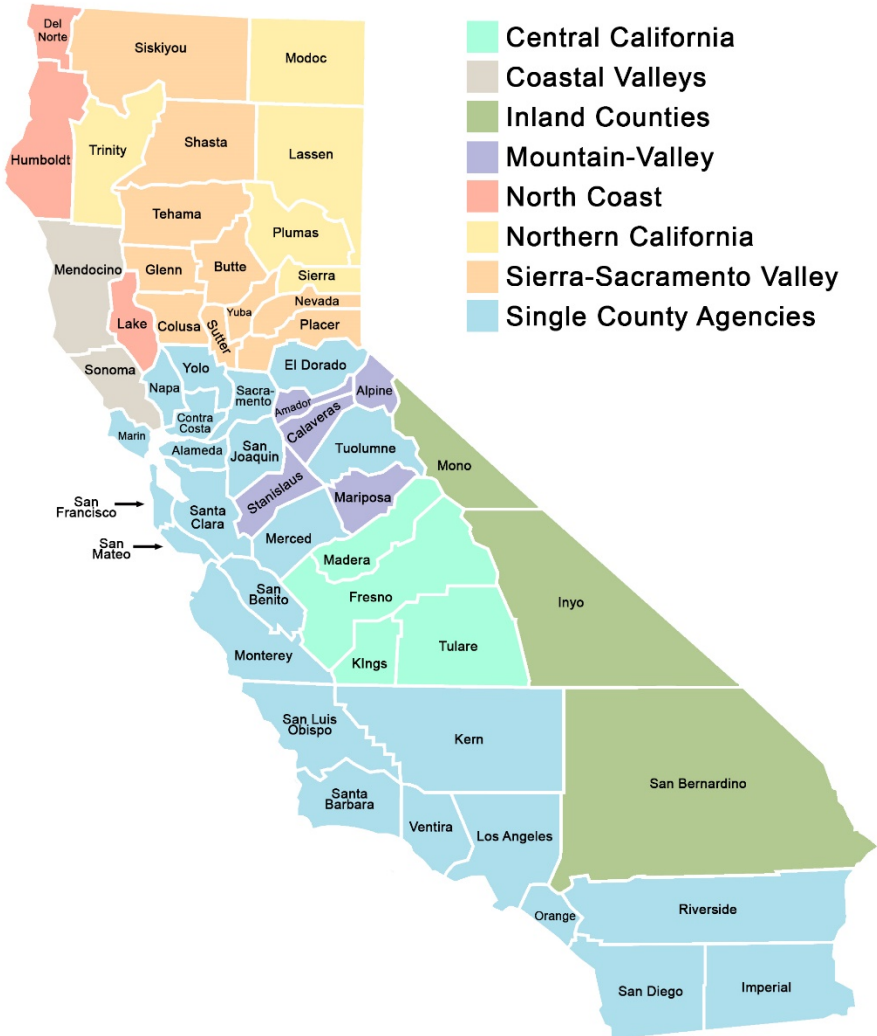 Del
Norte
Siskiyou
Modoc
Humboldt
Trinity
Shasta
Lassen
Tehama
Plumas
Mendocino
Glenn
Butte
Sierra
Lake
Colusa
Sutter
Yuba
Nevada
Placer
Sonoma
Napa
Yolo
Sacra-
mento
El Dorado
Amador
Alpine
Marin
Contra
Costa
Alameda
San
Joaquin
Calaveras
Tuolumne
Mono
San
Francisco
Santa
Clara
Stanislaus
Mariposa
San
Mateo
Merced
Madera
San
Benito
Fresno
Inyo
Monterey
KIngs
Tulare
San Luis
Obispo
Kern
San Bernardino
Santa
Barbara
Ventira
Los Angeles
Orange
Riverside
San Diego
Imperial
Central California
Coastal Valleys
Inland Counties
Mountain-Valley
North Coast
Northern California
Sierra-Sacramento Valley
Single County Agencies